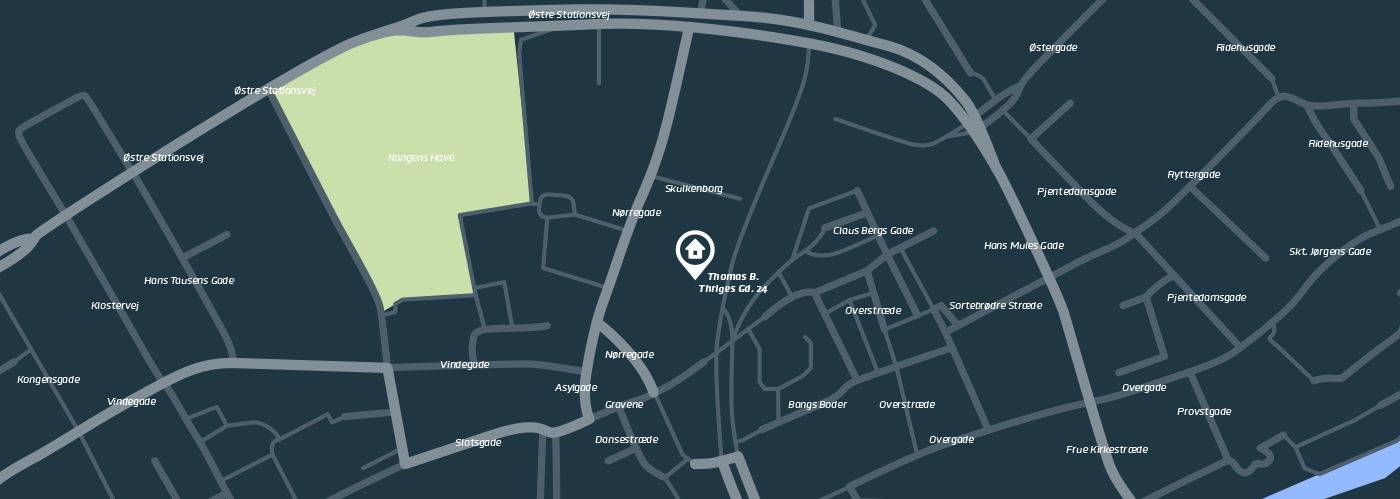 Østre Stationsvej
Østergade
Ridehusgade
Østre Stationsvej
Ridehusgade
Østre Stationsvej
Kongens Have
Ryttergade
Skulkenborg
Pjentedamsgade
Nørregade
Claus Bergs Gade
Hans Mules Gade
Skt. Jørgens Gade
Hans Tausens Gade
Thomas B.
Thriges Gd. 24
Pjentedamsgade
Klostervej
Overstræde
Sortebrødre Stræde
Nørregade
Vindegade
Kongensgade
Asylgade
Overgade
Vindegade
Gravene
Bangs Boder
Overstræde
Provstgade
Slotsgade
Dansestræde
Overgade
Frue Kirkestræde